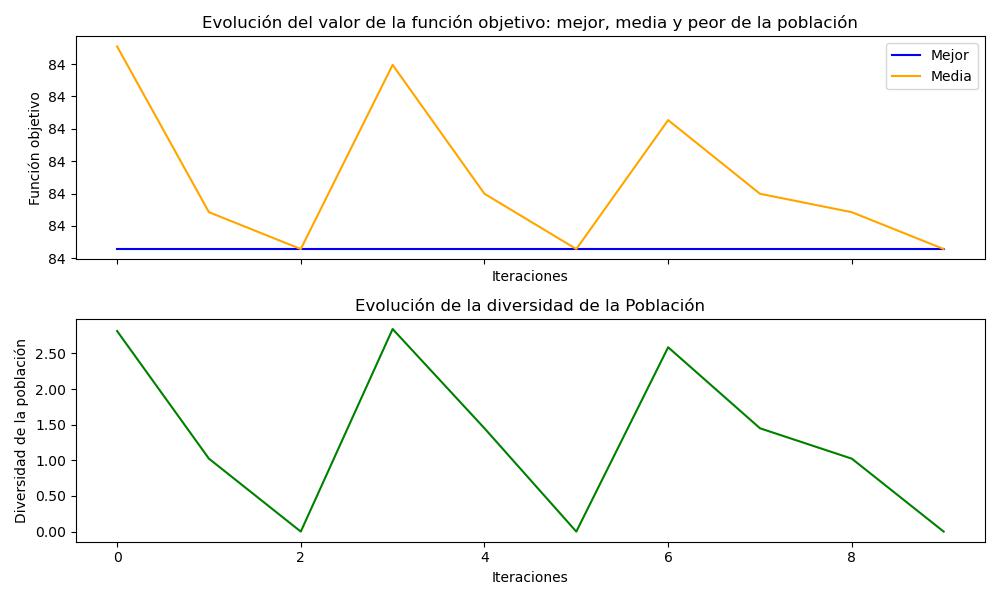 Evolución del valor de la función objetivo: mejor, media y peor de la población
Mejor
Media
84
84
84
84
84
84
84
Función objetivo
Iteraciones
Evolución de la diversidad de la Población
2.50
2.00
1.50
1.00
0.50
0.00
Diversidad de la población
0 2 4 6 8
Iteraciones